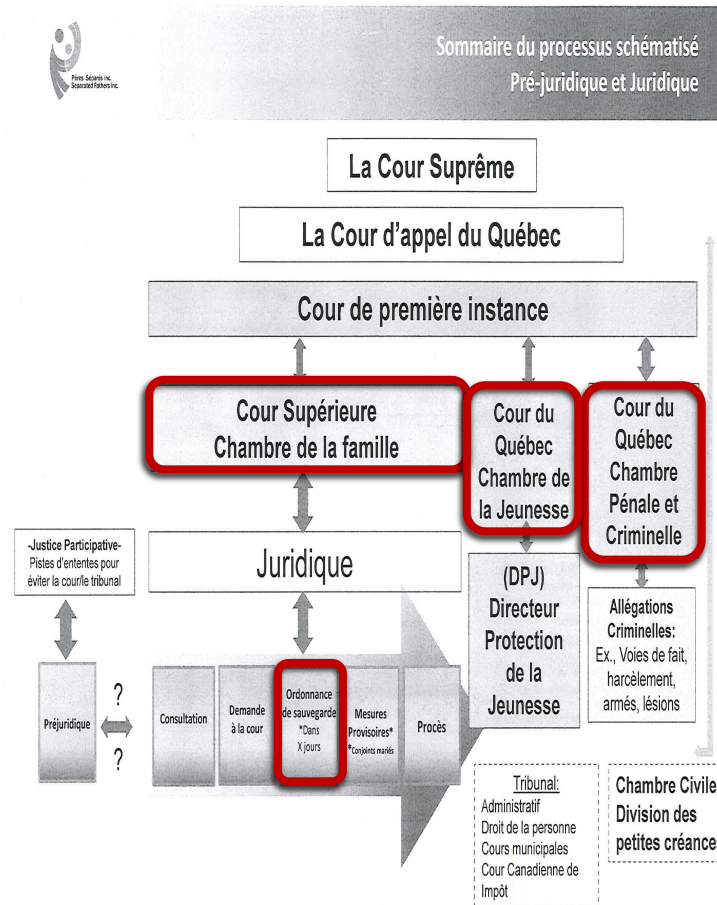 Pères Séparés inc.
Separated Fathers inc.
Sommaire du processus schématisé
Pré-juridique et Juridique
La Cour Suprême
La Cour d'appel du Québec
Cour de première instance
Cour Supérieure
Chambre de la famille
Cour du
Québec
Chambre de
la Jeunesse
Cour du
Québec
Chambre
Pénale et
Criminelle
-Justice Participative-
Pistes d'ententes pour
éviter la cour/le tribunal
Juridique
(DPJ)
Directeur
Protection
de la
Jeunesse
Allégations
Criminelles:
Ex., Voies de fait,
harcèlement,
armés, lésions
Préjuridique
?
?
Consultation
Demande
à la cour
Ordonnance
de sauvegarde
*Dans
X jours
Mesures
Provisoires*
*Conjoints mariés
Procès
Tribunal:
Administratif
Droit de la personne
Cours municipales
Cour Canadienne de
Impôt
Chambre Civile
Division des
petites créance